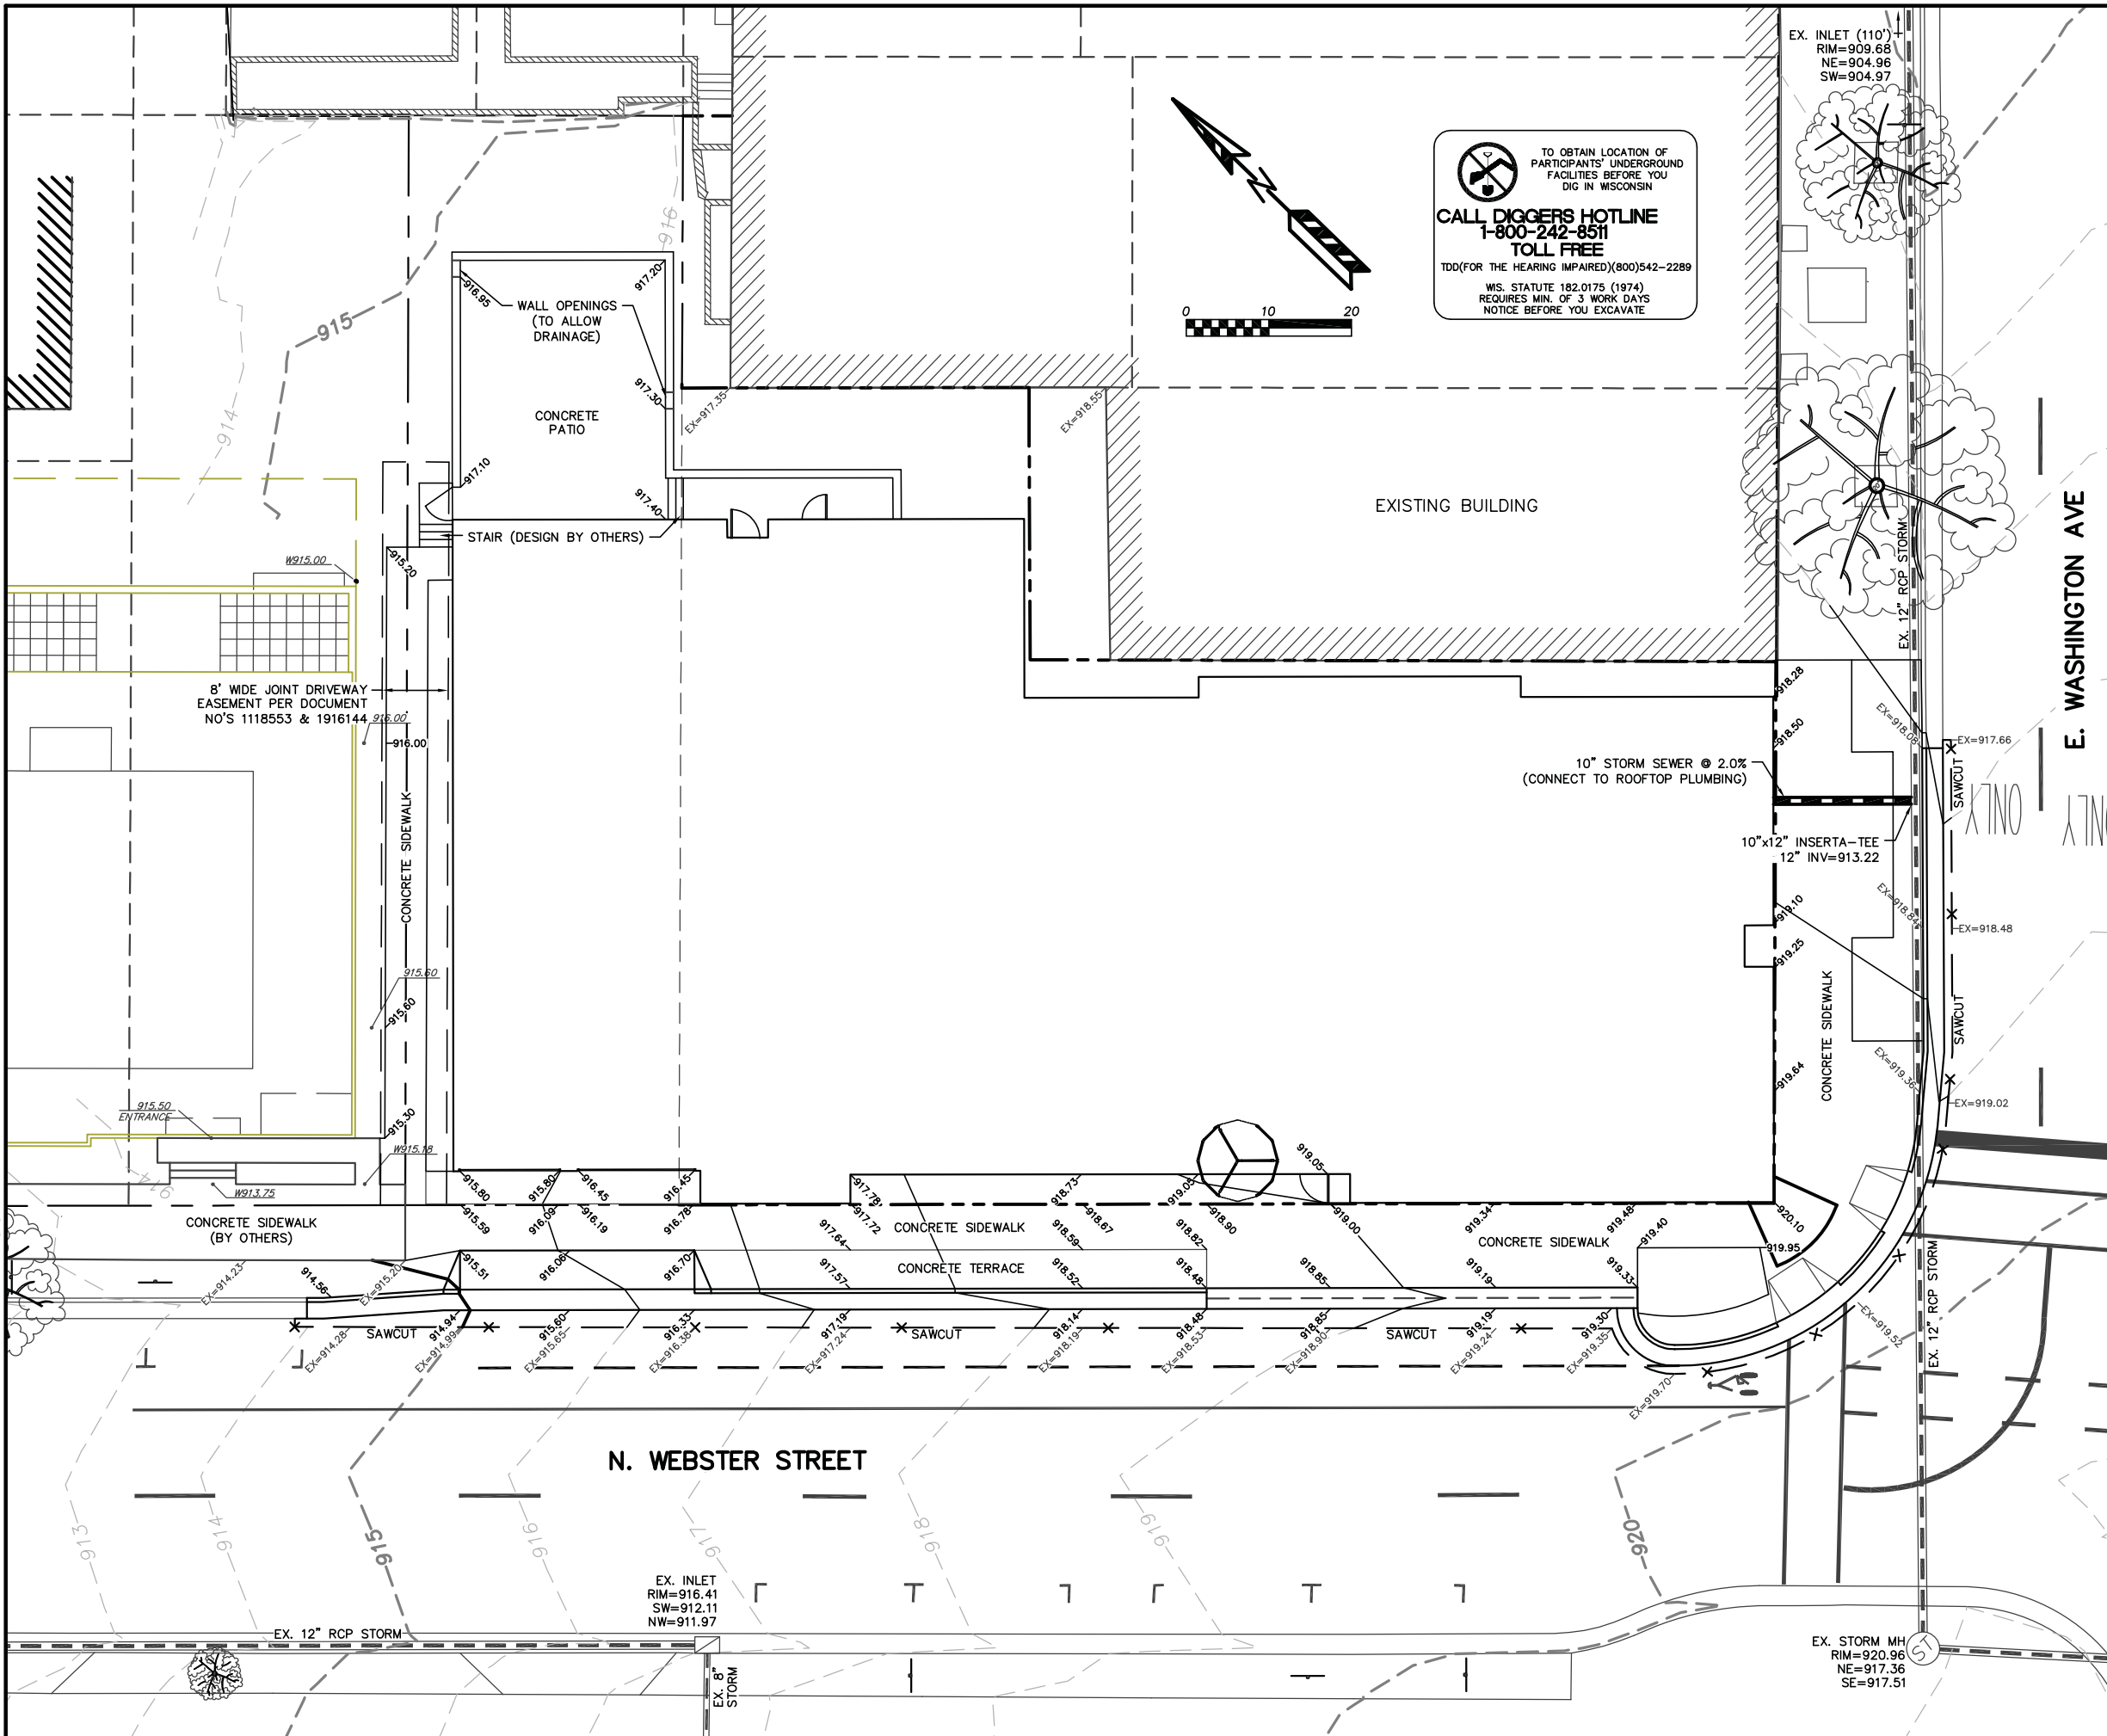 EX. INLET (110')
RIM=909.68
NE=904.96
SW=904.97
TO OBTAIN LOCATION OF
PARTICIPANTS' UNDERGROUND
FACILITIES BEFORE YOU
DIG IN WISCONSIN
CALL DIGGERS HOTLINE
1-800-242-8511
TOLL FREE
TDD(FOR THE HEARING IMPAIRED)(800)542-2289
WIS. STATUTE 182.0175 (1974)
REQUIRES MIN. OF 3 WORK DAYS
NOTICE BEFORE YOU EXCAVATE
N
0 10 20
916
915
914
916.95
917.20
WALL OPENINGS
(TO ALLOW
DRAINAGE)
917.30
EX=917.35
EX=918.55
CONCRETE
PATIO
917.10
917.40
STAIR (DESIGN BY OTHERS)
EXISTING BUILDING
E. WASHINGTON AVE
EX. 12" RCP STORM
W915.00
915.20
8' WIDE JOINT DRIVEWAY
EASEMENT PER DOCUMENT
NO'S 1118553 & 1916144
916.00
916.00
CONCRETE SIDEWALK
918.28
918.50
EX=918.08
EX=917.66
SAWCUT
ONLY
10" STORM SEWER @ 2.0%
(CONNECT TO ROOFTOP PLUMBING)
10"x12" INSERTA-TEE
12" INV=913.22
919.10
EX=918.84
EX=918.48
919.25
915.60
915.60
CONCRETE SIDEWALK
SAWCUT
919.64
EX=919.36
EX=919.02
915.50
ENTRANCE
915.30
W915.18
W913.75
914
CONCRETE SIDEWALK
(BY OTHERS)
915.80
915.80
916.45
916.45
917.78
918.73
919.05
919.05
915.59
916.09
916.19
916.78
917.72
CONCRETE SIDEWALK
918.67
918.90
919.00
919.34
919.48
919.40
920.10
919.95
917.64
918.59
918.82
CONCRETE SIDEWALK
915.51
916.06
916.70
917.57
CONCRETE TERRACE
918.52
918.48
918.85
919.19
919.33
EX=914.23
914.56
EX=915.20
914.94
915.60
916.33
917.19
918.14
918.48
918.85
919.19
919.30
SAWCUT
SAWCUT
SAWCUT
EX=914.28
EX=914.99
EX=915.65
EX=916.38
EX=917.24
EX=918.19
EX=918.53
EX=918.90
EX=919.24
EX=919.35
EX=919.70
EX=919.52
EX. 12" RCP STORM
N. WEBSTER STREET
913
914
915
916
917
918
919
920
EX. INLET
RIM=916.41
SW=912.11
NW=911.97
EX. 12" RCP STORM
EX. 8"
STORM
EX. STORM MH
RIM=920.96
NE=917.36
SE=917.51
ST